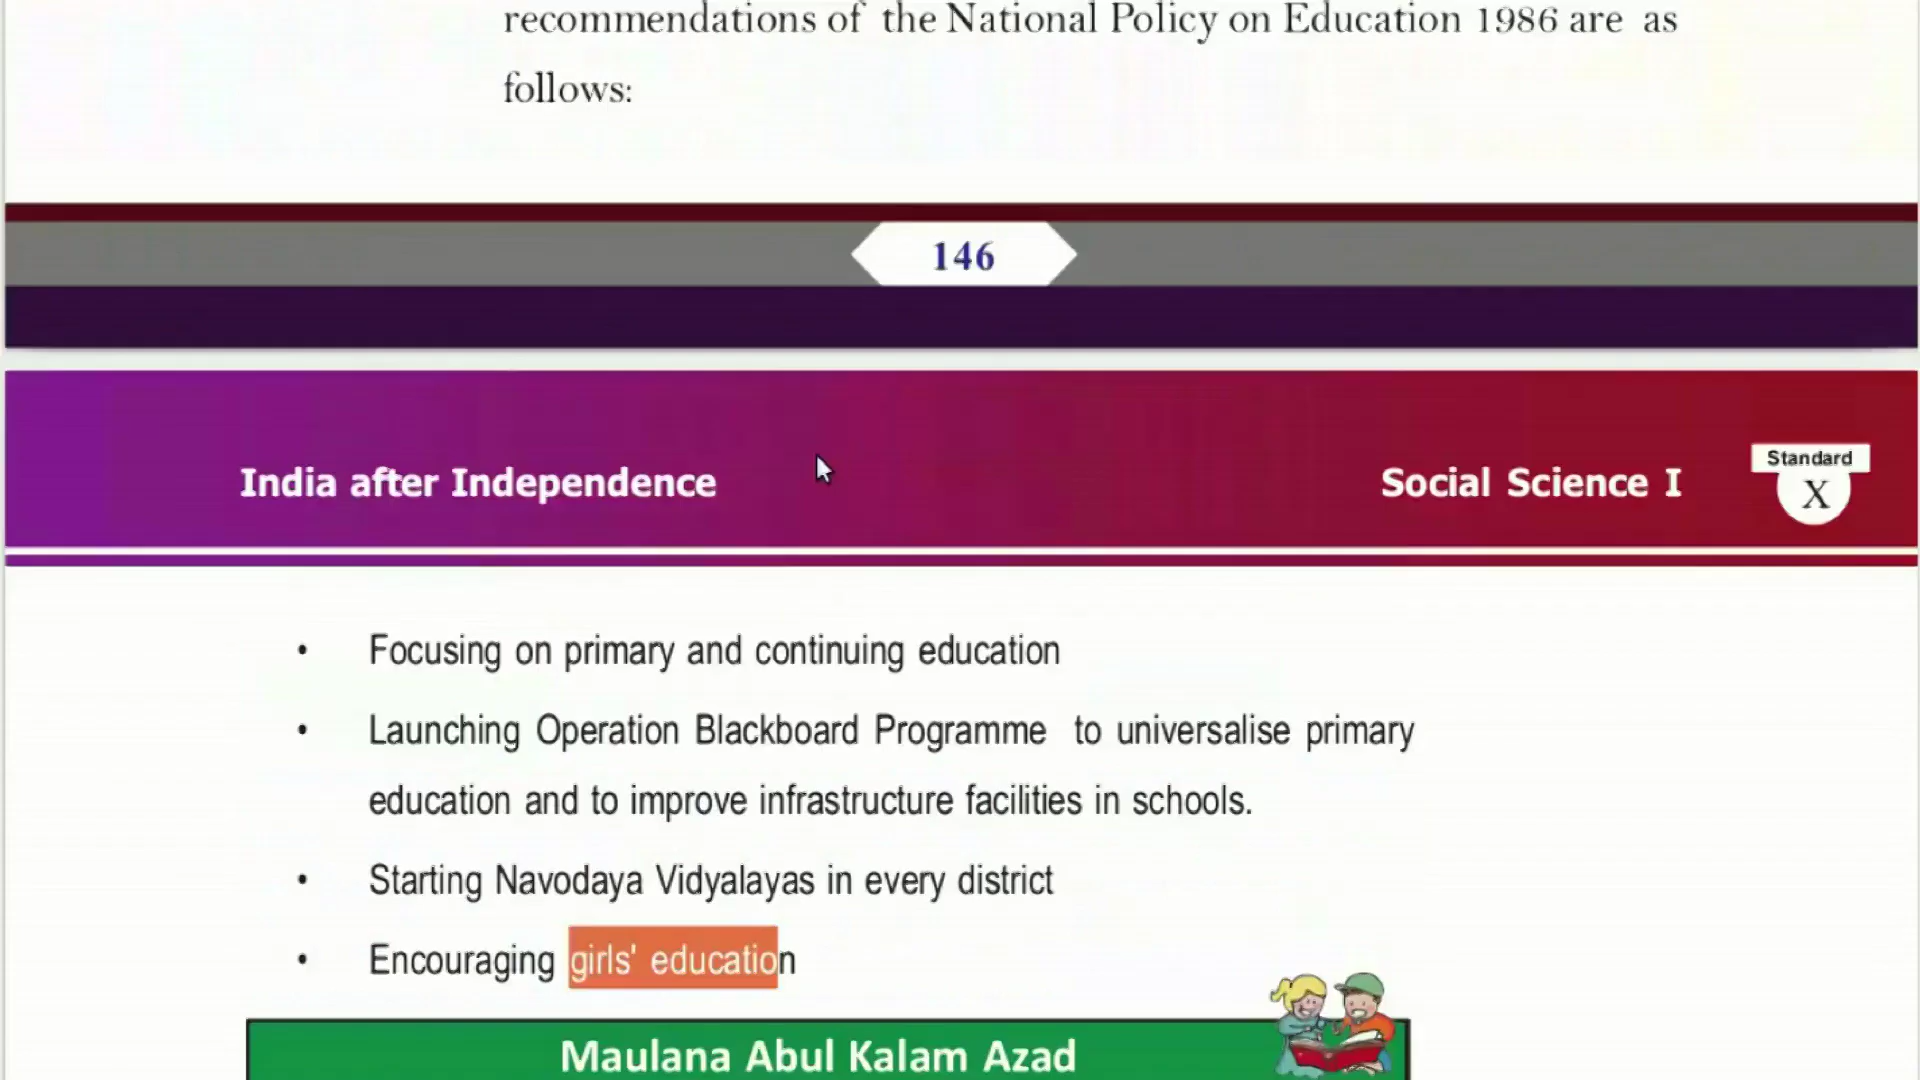 recommendations of the National Policy on Education 1986 are as
follows:
146
India after Independence
Social Science I
Standard
X
• Focusing on primary and continuing education
• Launching Operation Blackboard Programme to universalise primary
education and to improve infrastructure facilities in schools.
• Starting Navodaya Vidyalayas in every district
• Encouraging girls' education
Maulana Abul Kalam Azad